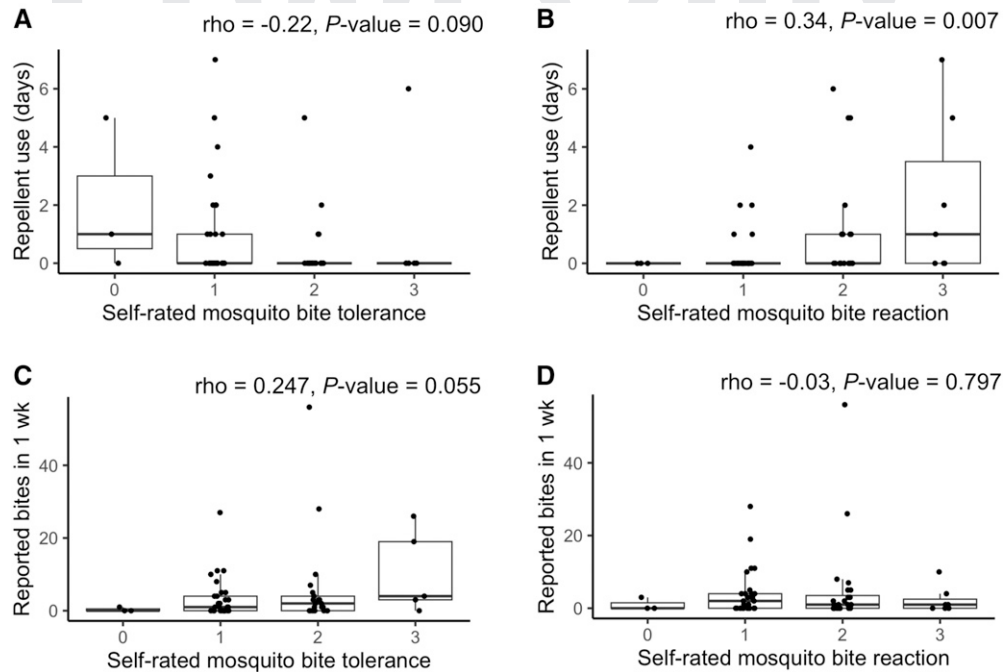 A
rho = -0.22, P-value = 0.090
Repellent use (days)
6
4
2
0
0 1 2 3
Self-rated mosquito bite tolerance
B
rho = 0.34, P-value = 0.007
Repellent use (days)
6
4
2
0
0 1 2 3
Self-rated mosquito bite reaction
C
rho = 0.247, P-value = 0.055
Reported bites in 1 wk
40
20
0
0 1 2 3
Self-rated mosquito bite tolerance
D
rho = -0.03, P-value = 0.797
Reported bites in 1 wk
40
20
0
0 1 2 3
Self-rated mosquito bite reaction